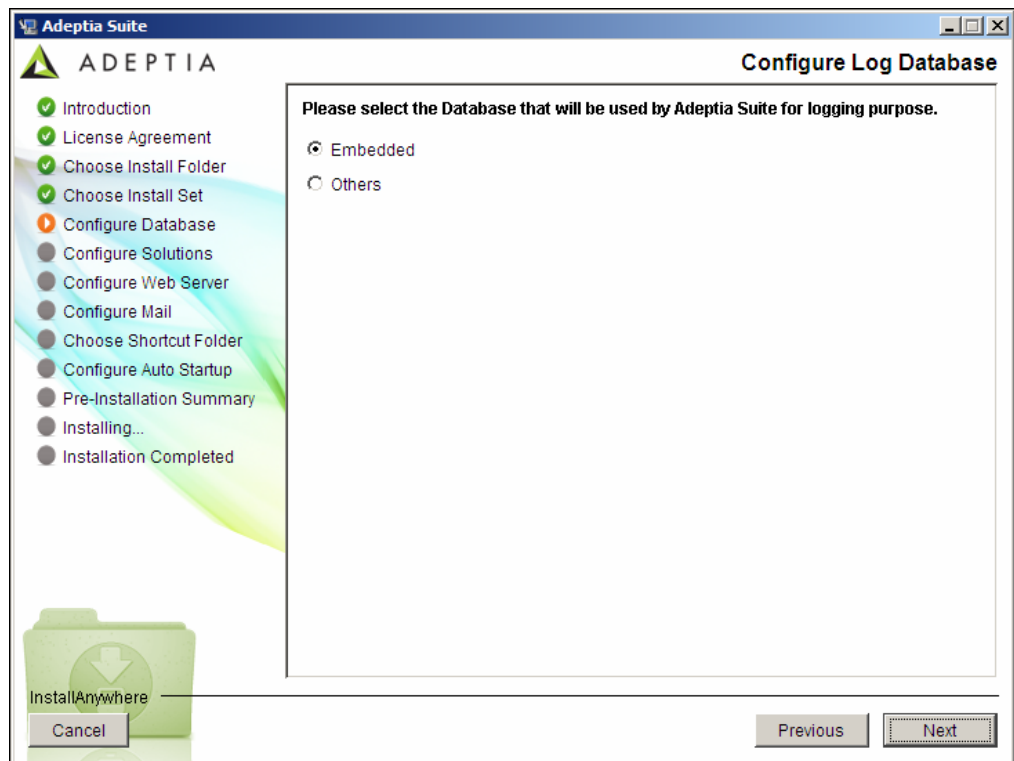 Adeptia Suite
ADEPTIA
Configure Log Database
Introduction
License Agreement
Choose Install Folder
Choose Install Set
Configure Database
Configure Solutions
Configure Web Server
Configure Mail
Choose Shortcut Folder
Configure Auto Startup
Pre-Installation Summary
Installing...
Installation Completed
Please select the Database that will be used by Adeptia Suite for logging purpose.
Embedded
Others
InstallAnywhere
Cancel
Previous
Next